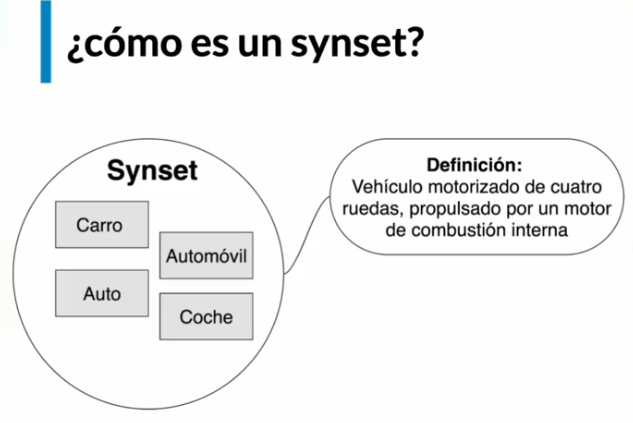 ¿cómo es un synset?
Synset
Carro
Automóvil
Auto
Coche
Definición:
Vehículo motorizado de cuatro
ruedas, propulsado por un motor
de combustión interna